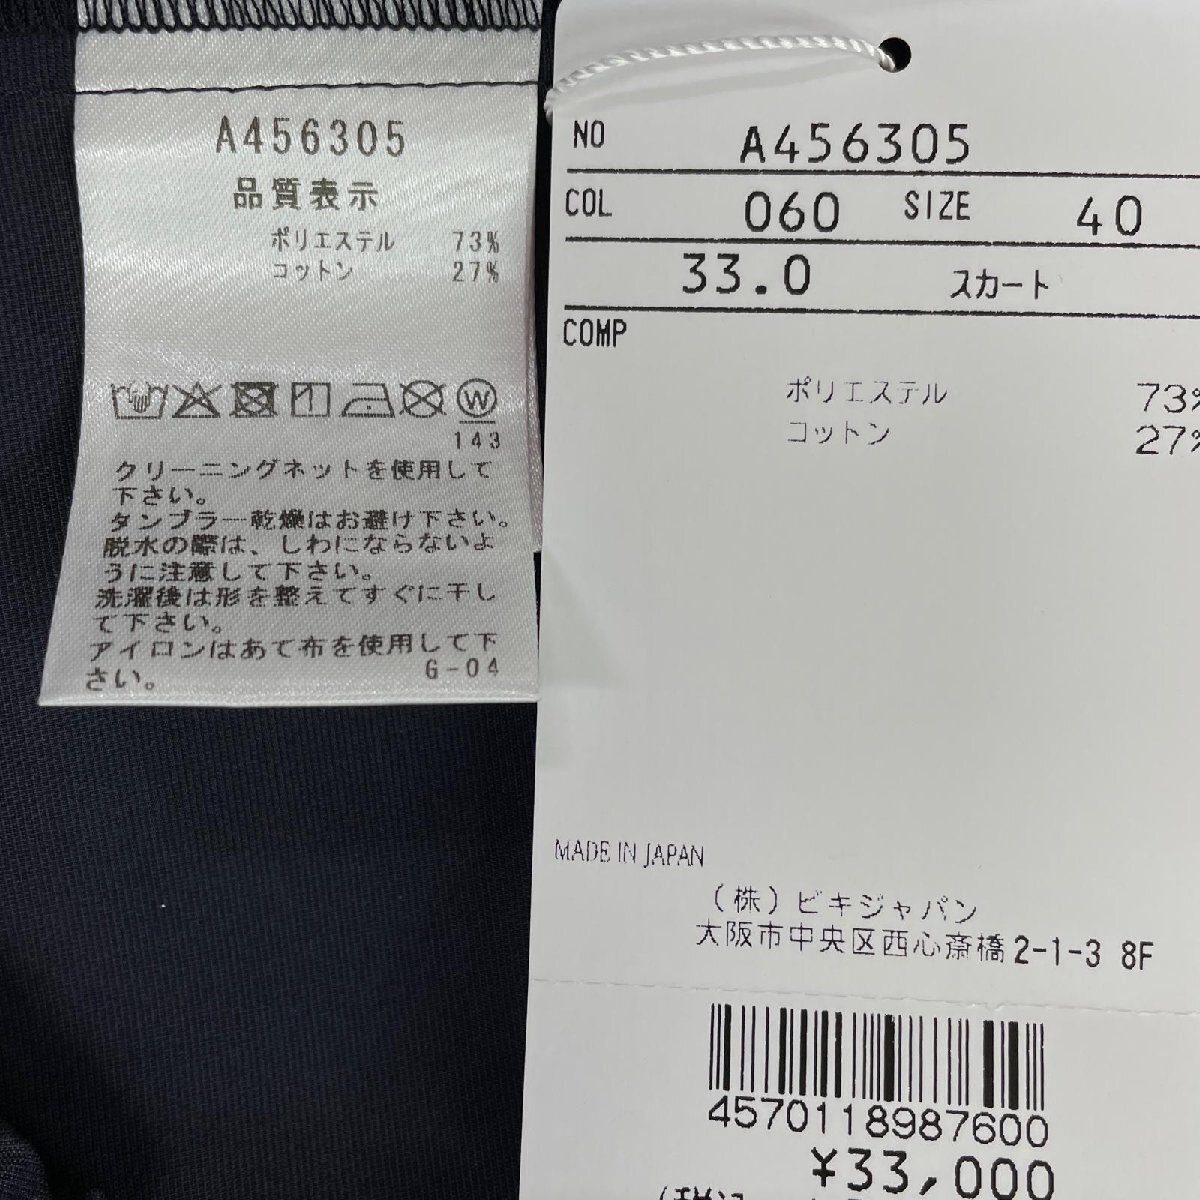 A456305
品質表示
ポリエステル 73%
コットン 27%
W
143
クリーニングネットを使用して
下さい。
タンブラー乾燥はお避け下さい。
脱水の際は、しわにならないよ
うに注意して下さい。
洗濯後は形を整えてすぐに干し
て下さい。
アイロンはあて布を使用して下
さい。
G-04
NO A456305
COL 060 SIZE 40
33.0 スカート
COMP
ポリエステル 73%
コットン 27%
MADE IN JAPAN
(株)ビキジャパン
大阪市中央区西心斎橋2-1-3 8F
4570118987600
¥33,000